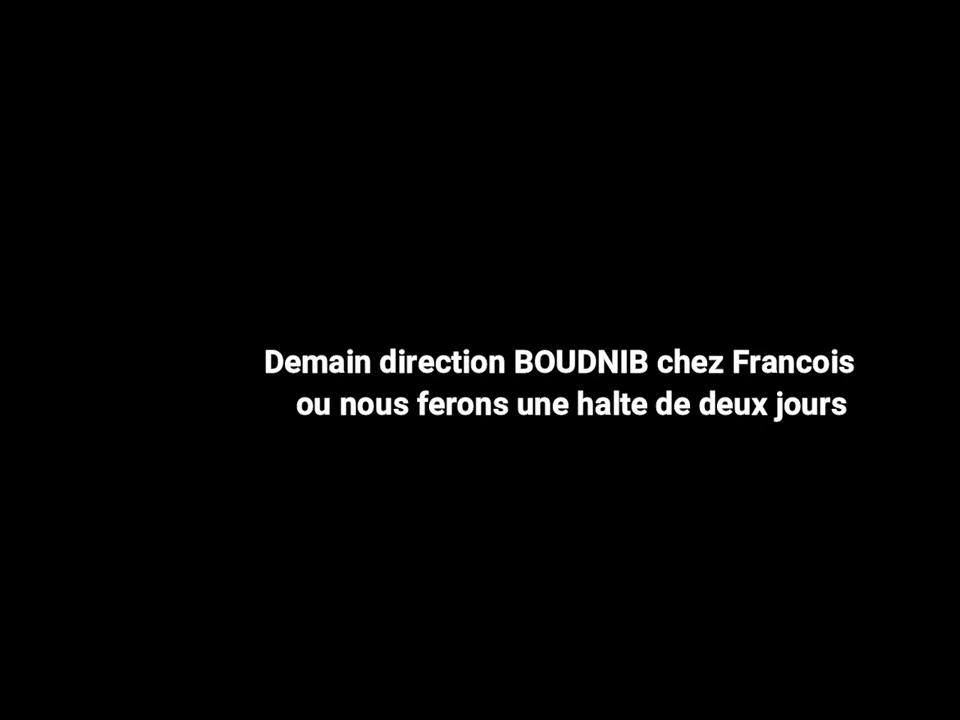 Demain direction BOUDNIB chez Francois
ou nous ferons une halte de deux jours